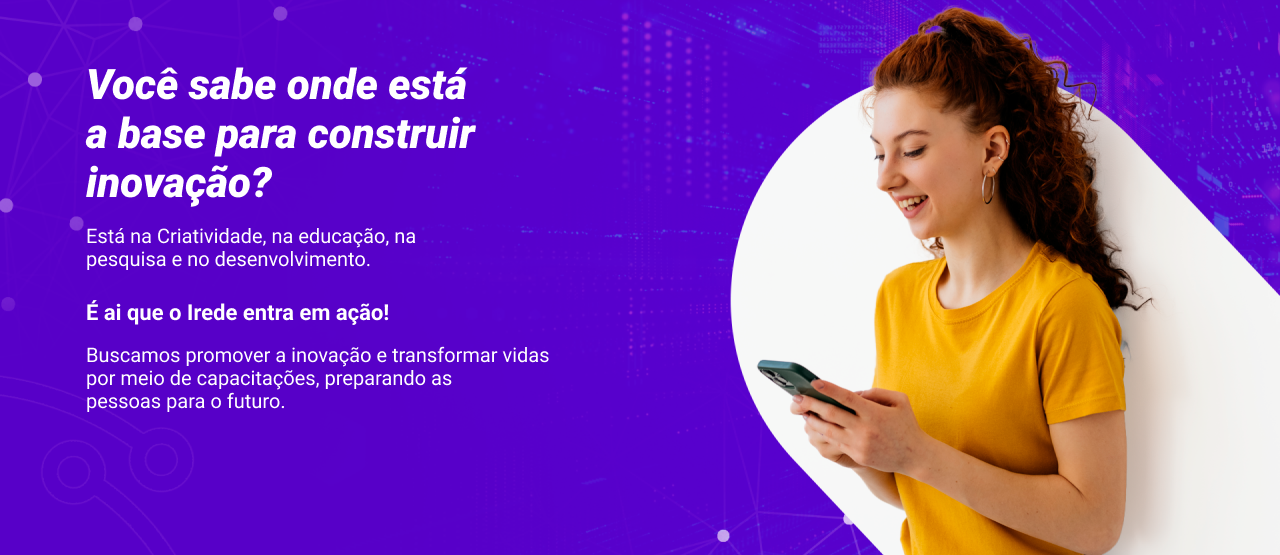 Você sabe onde está
a base para construir
inovação?
Está na Criatividade, na educação, na
pesquisa e no desenvolvimento.
É ai que o Irede entra em ação!
Buscamos promover a inovação e transformar vidas
por meio de capacitações, preparando as
pessoas para o futuro.